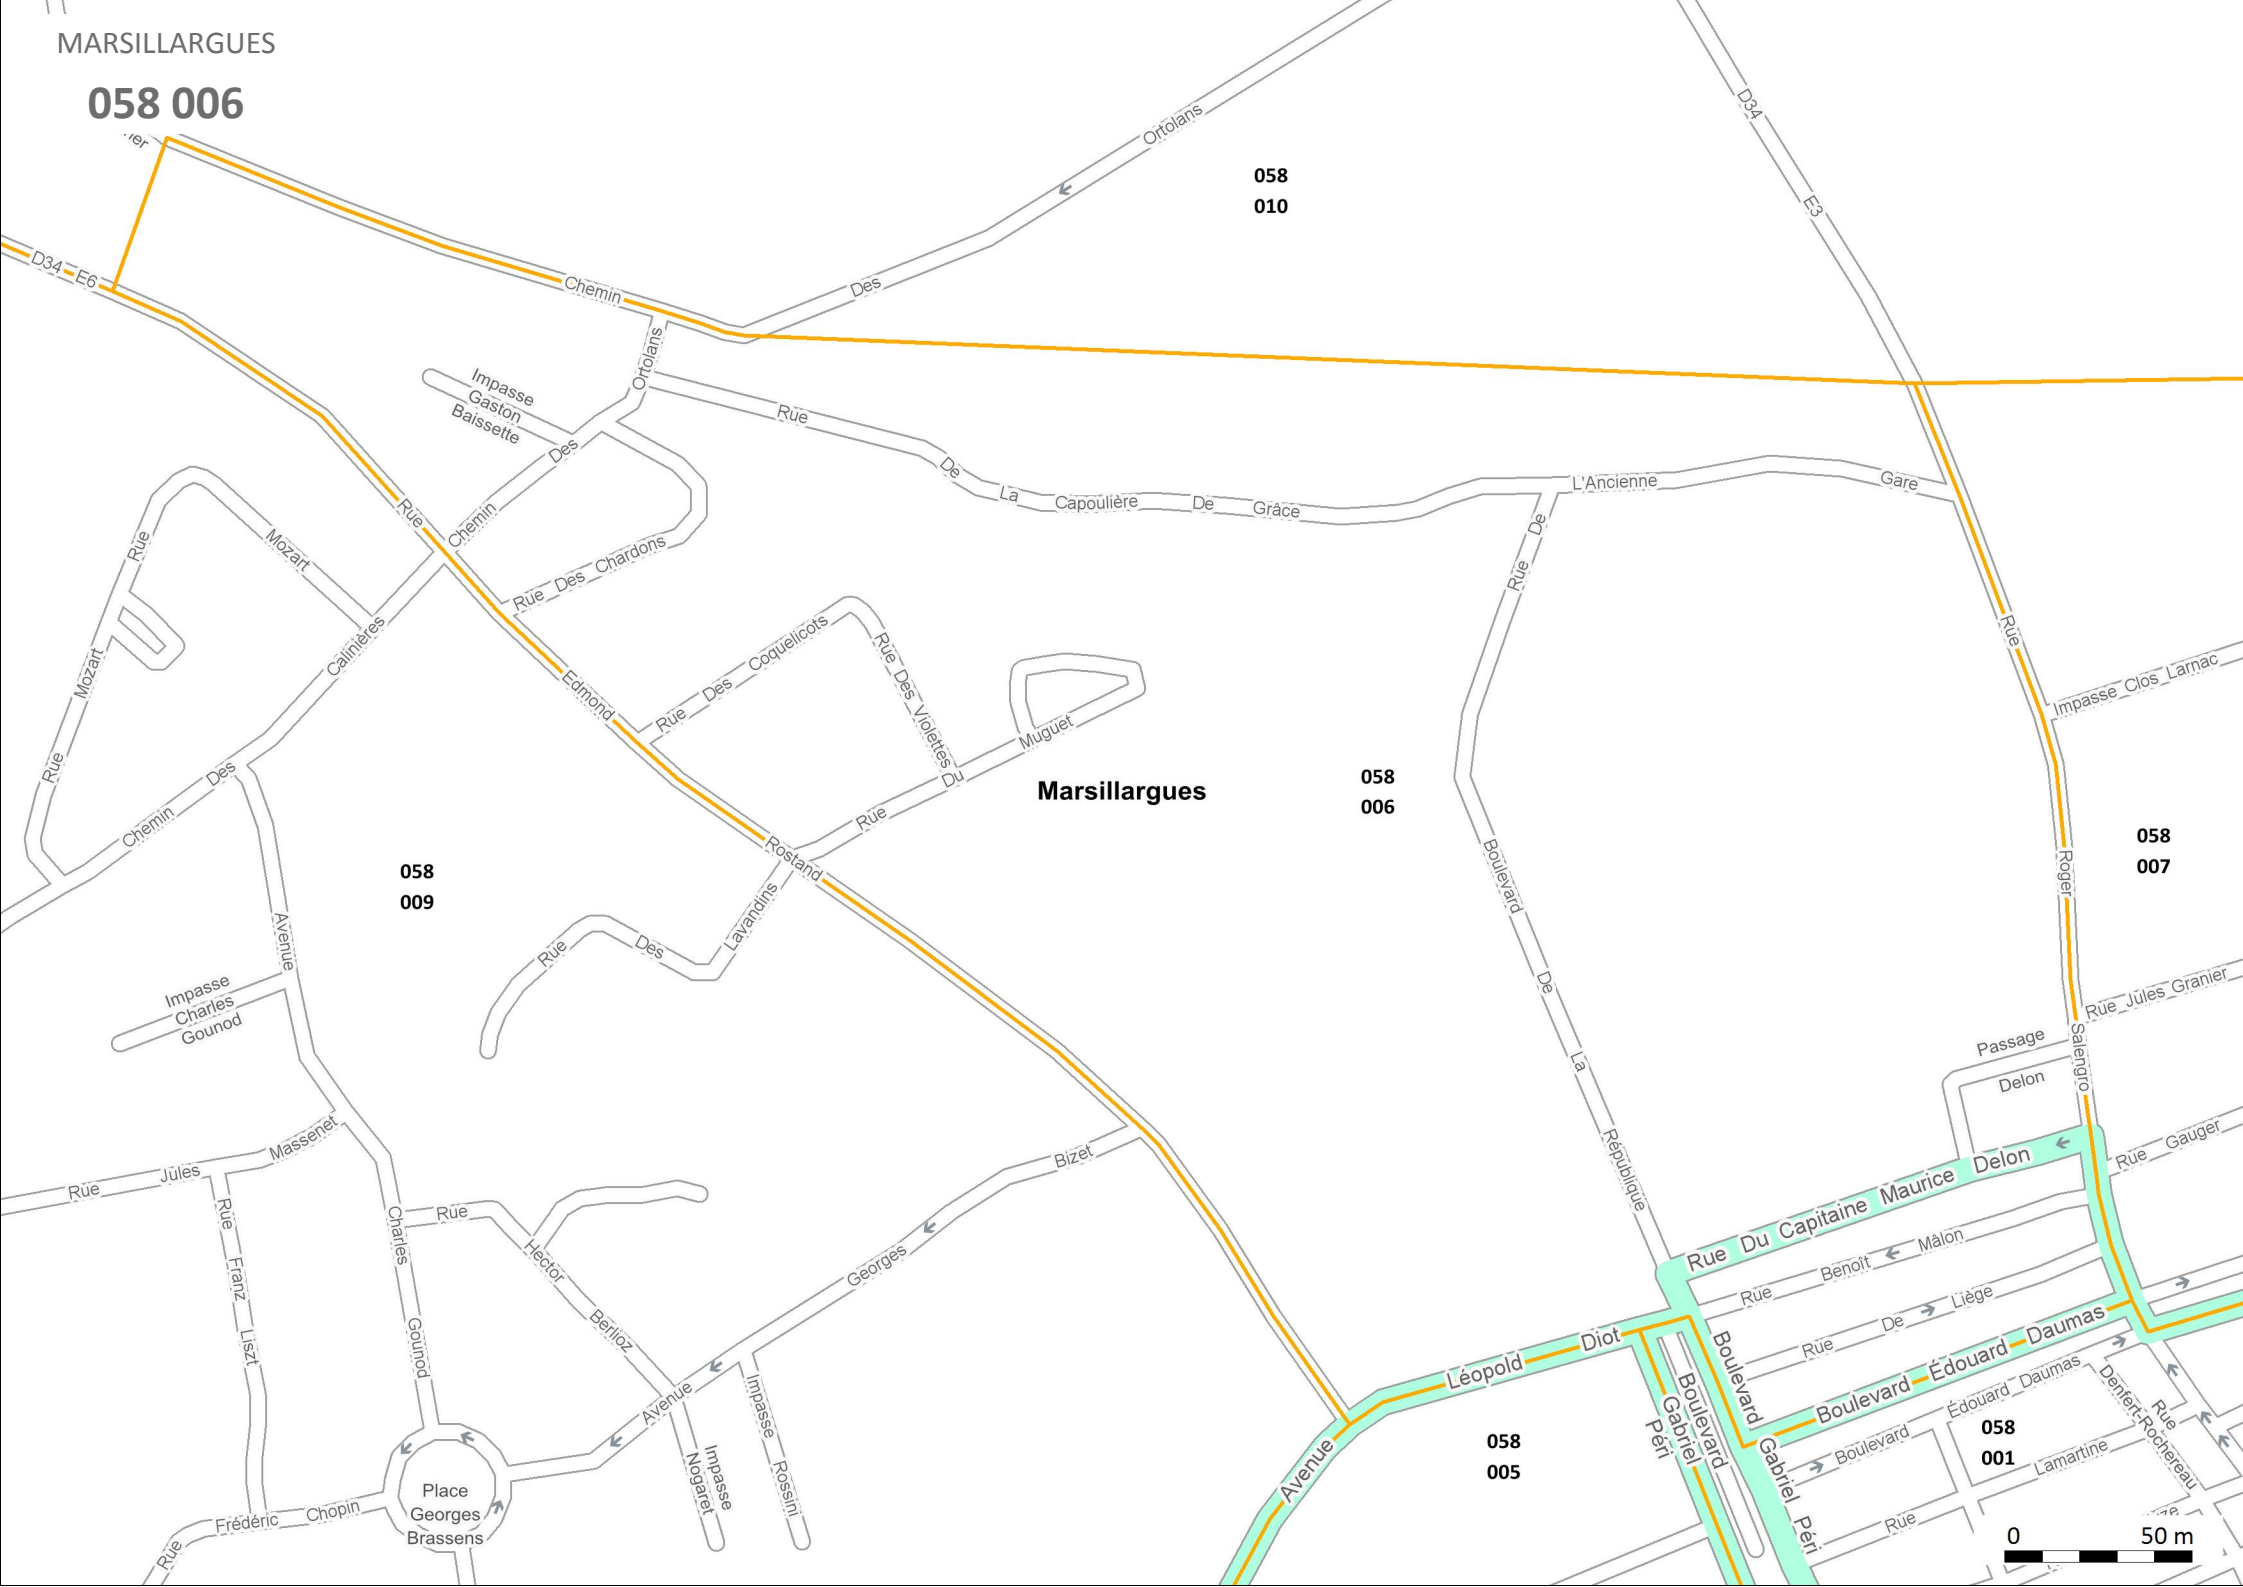 MARSILLARGUES
058 006
Ortolans
Des
058
010
D34
E3
D34 E6
Chemin
Ortolans
Impasse
Gaston
Baissette
Des
Chemin
Rue
Rue
De
La
Capoulière
De
Grâce
De
L'Ancienne
Gare
Rue
Rue
Mozart
Mozart
Rue
Calinières
Des
Chemin
Rue Des Chardons
Edmond
Rue Des Coquelicots
Rue Des Violettes
Rue
Du
Muguet
Rostand
Marsillargues
058
006
Rue
Impasse Clos Larnac
Roger
058
007
058
009
Avenue
Impasse
Charles
Gounod
Rue
Des
Lavandins
Boulevard
De
La
République
Rue Jules Granier
Passage
Delon
Salengro
Rue Gauger
Rue Jules Massenet
Rue Franz Liszt
Charles
Gounod
Rue
Hector
Berlioz
Bizet
Georges
Avenue
Impasse Rossini
Impasse
Nogaret
Place
Georges
Brassens
Rue
Frédéric Chopin
Rue Du Capitaine Maurice Delon
Rue Benoît Mâlon
Rue De Liège
Avenue
Léopold Diot
Boulevard
Gabriel
Péri
Boulevard
Gabriel Péri
Boulevard Édouard Daumas
Boulevard Édouard Daumas
058
005
058
001
Rue
Denfert-Rochereau
Rue
Lamartine
0 50 m